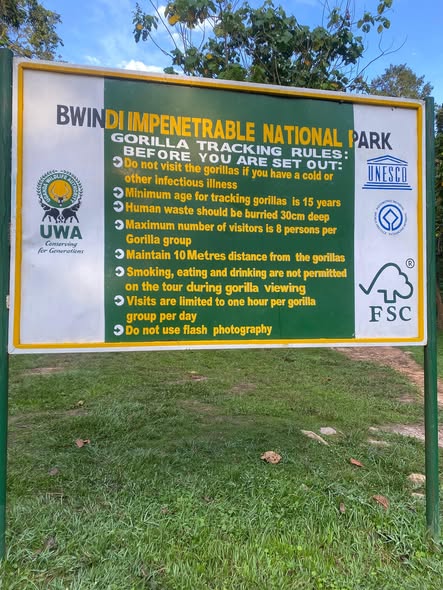 BWINDI IMPENETRABLE NATIONAL PARK
GORILLA TRACKING RULES:
BEFORE YOU ARE SET OUT:
Do not visit the gorillas if you have a cold or
other infectious illness
Minimum age for tracking gorillas is 15 years
Human waste should be burried 30cm deep
Maximum number of visitors is 8 persons per
Gorilla group
Maintain 10 Metres distance from the gorillas
Smoking, eating and drinking are not permitted
on the tour during gorilla viewing
Visits are limited to one hour per gorilla
group per day
Do not use flash photography
UWA
Conserving
for Generations
UNESCO
®
FSC